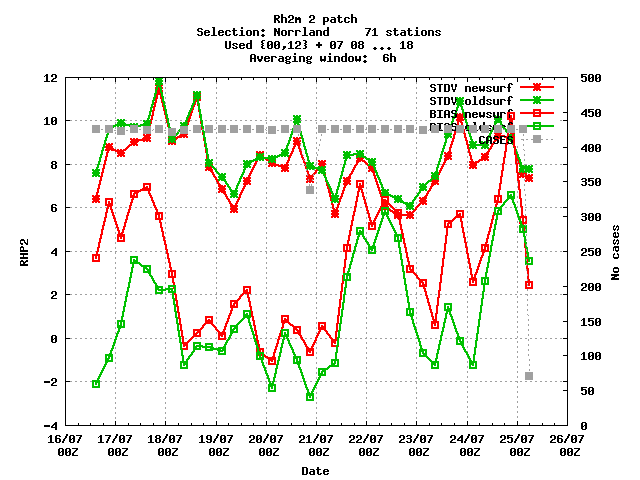 Rh2m 2 patch
Selection: Norrland     71 stations
Used {00,12} + 07 08 ... 18
Averaging window:  6h
12 500
STDV newsurf
STDV oldsurf
450
10
BIAS newsurf
CASES
400
8
350
6 300
RHP2
No cases
250
4
200
2
150
0
100
-2
50
-4 0
16/07 17/07 18/07 19/07 20/07 21/07 22/07 23/07 24/07 25/07 26/07
00Z 00Z 00Z 00Z 00Z 00Z 00Z 00Z 00Z 00Z 00Z
Date